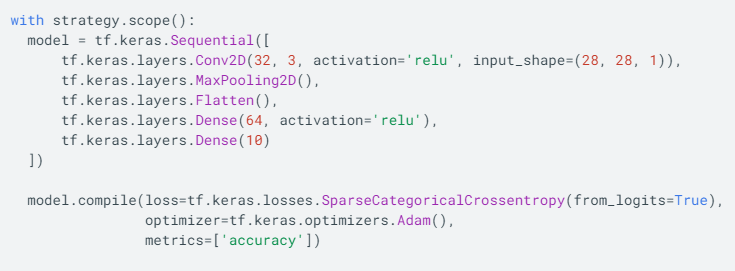 with strategy.scope():
  model = tf.keras.Sequential([
      tf.keras.layers.Conv2D(32, 3, activation='relu', input_shape=(28, 28, 1)),
      tf.keras.layers.MaxPooling2D(),
      tf.keras.layers.Flatten(),
      tf.keras.layers.Dense(64, activation='relu'),
      tf.keras.layers.Dense(10)
  ])

  model.compile(loss=tf.keras.losses.SparseCategoricalCrossentropy(from_logits=True),
                optimizer=tf.keras.optimizers.Adam(),
                metrics=['accuracy'])